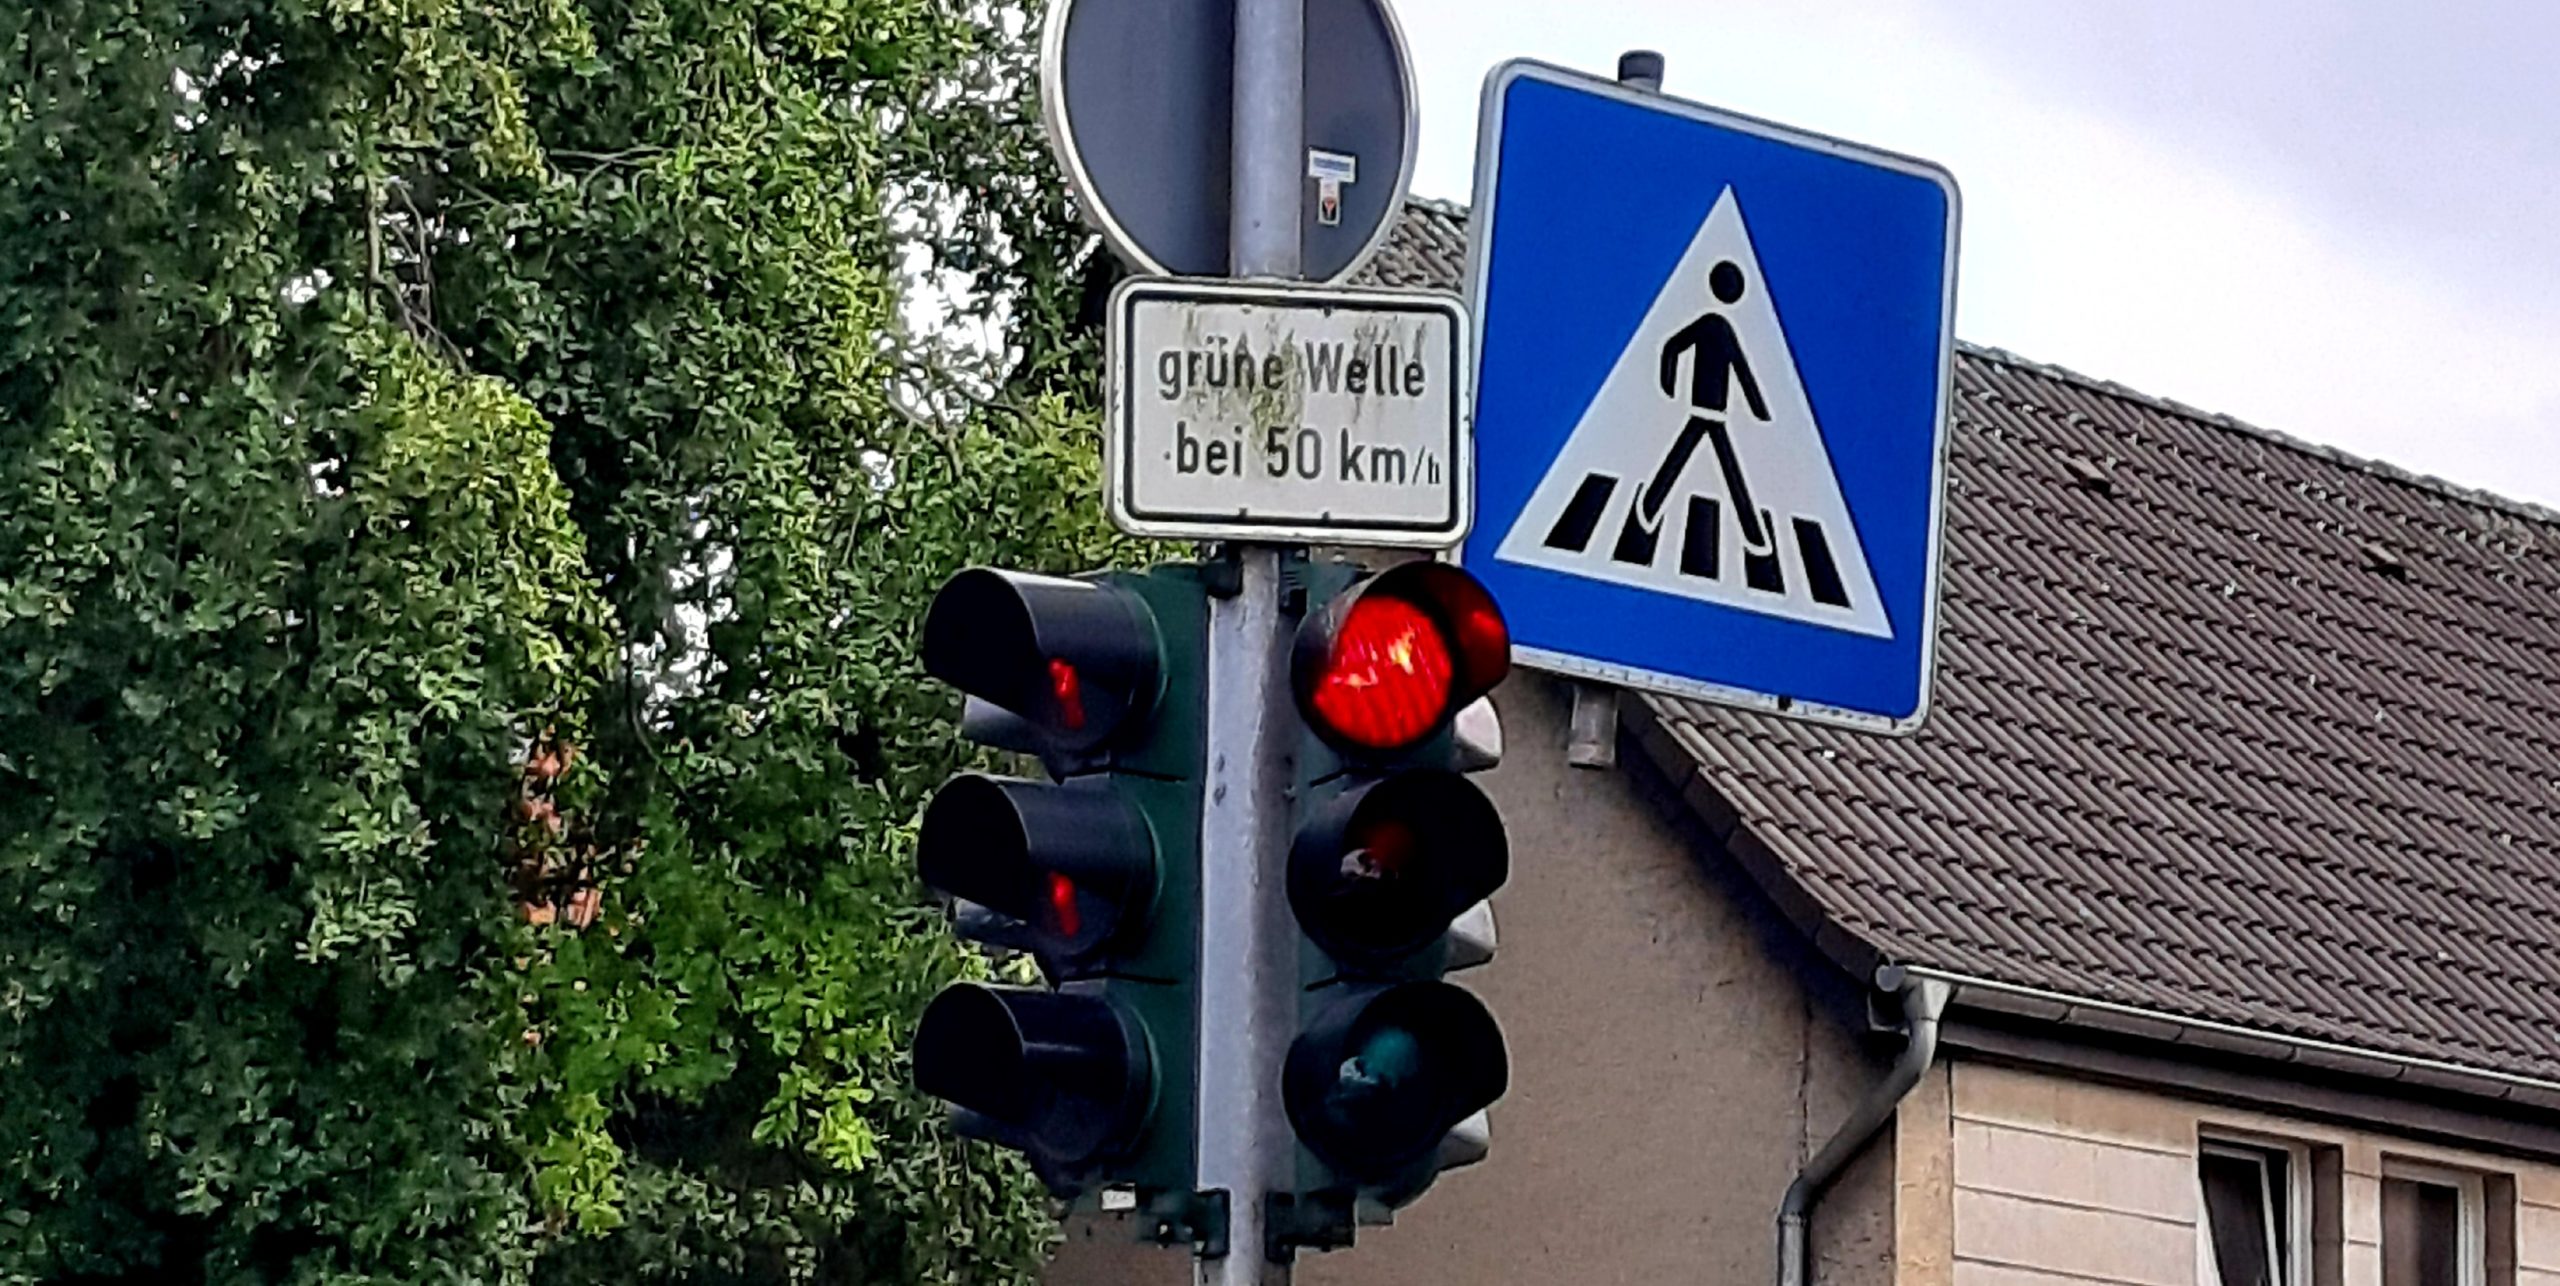 grüne Welle
bei 50 km/h